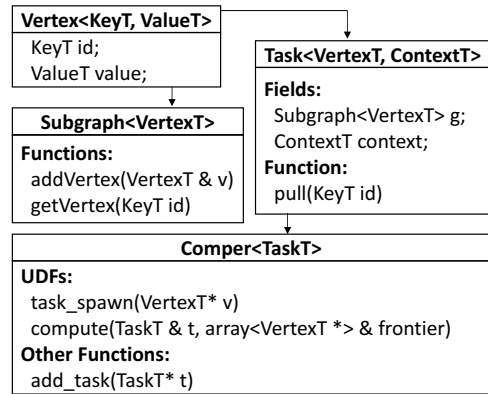 Vertex<KeyT, ValueT>
KeyT id;
ValueT value;
Task<VertexT, ContextT>
Fields:
Subgraph<VertexT> g;
ContextT context;
Function:
pull(KeyT id)
Subgraph<VertexT>
Functions:
addVertex(VertexT & v)
getVertex(KeyT id)
Comper<TaskT>
UDFs:
task_spawn(VertexT* v)
compute(TaskT & t, array<VertexT *> & frontier)
Other Functions:
add_task(TaskT* t)